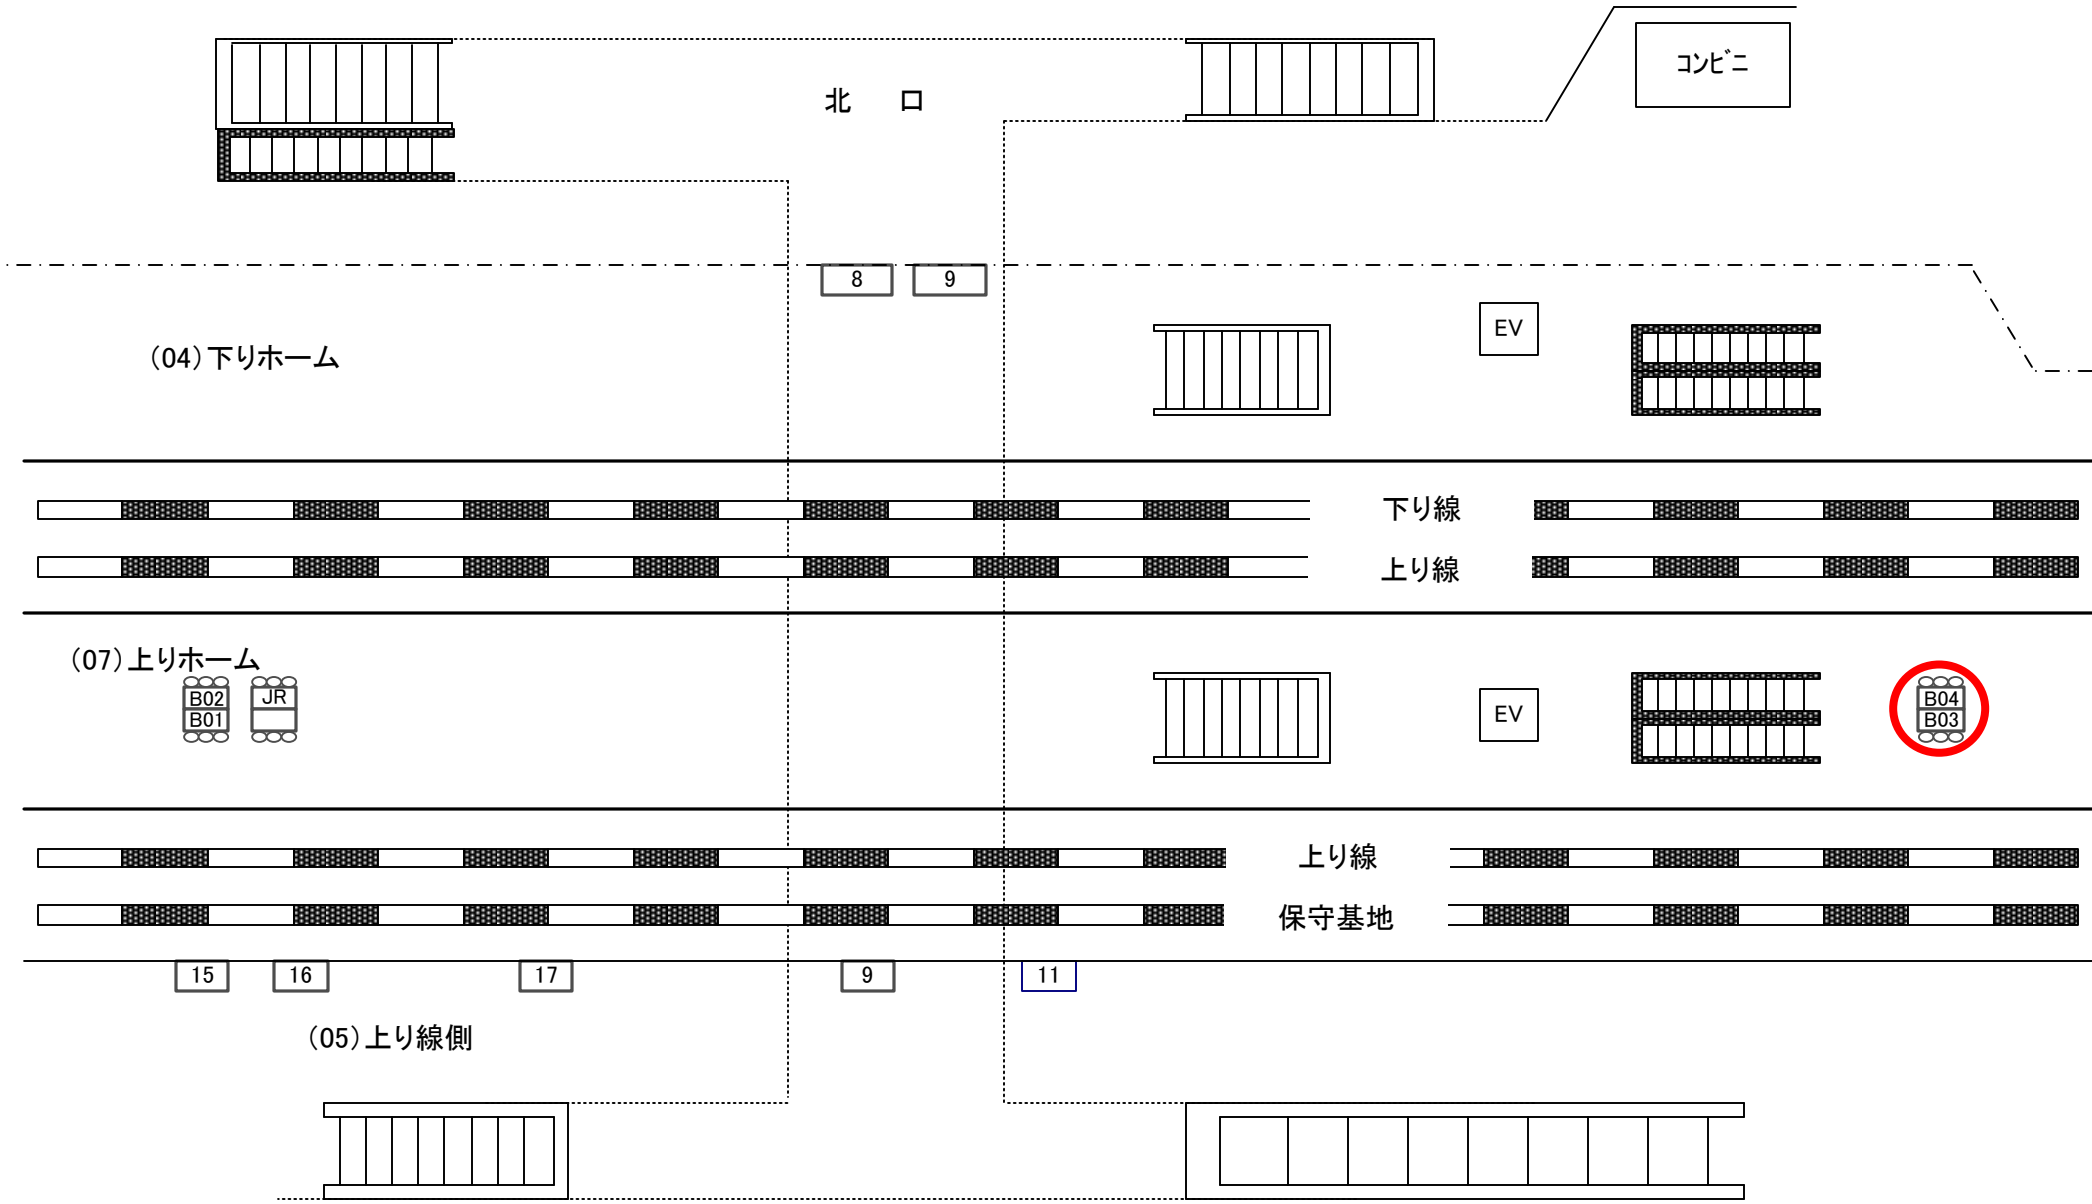 コンビニ
北 口
8 9
EV
(04)下りホーム
下り線
上り線
(07)上りホーム
B02 JR
B01
EV
B04
B03
上り線
保守基地
15 16 17 9 11
(05)上り線側